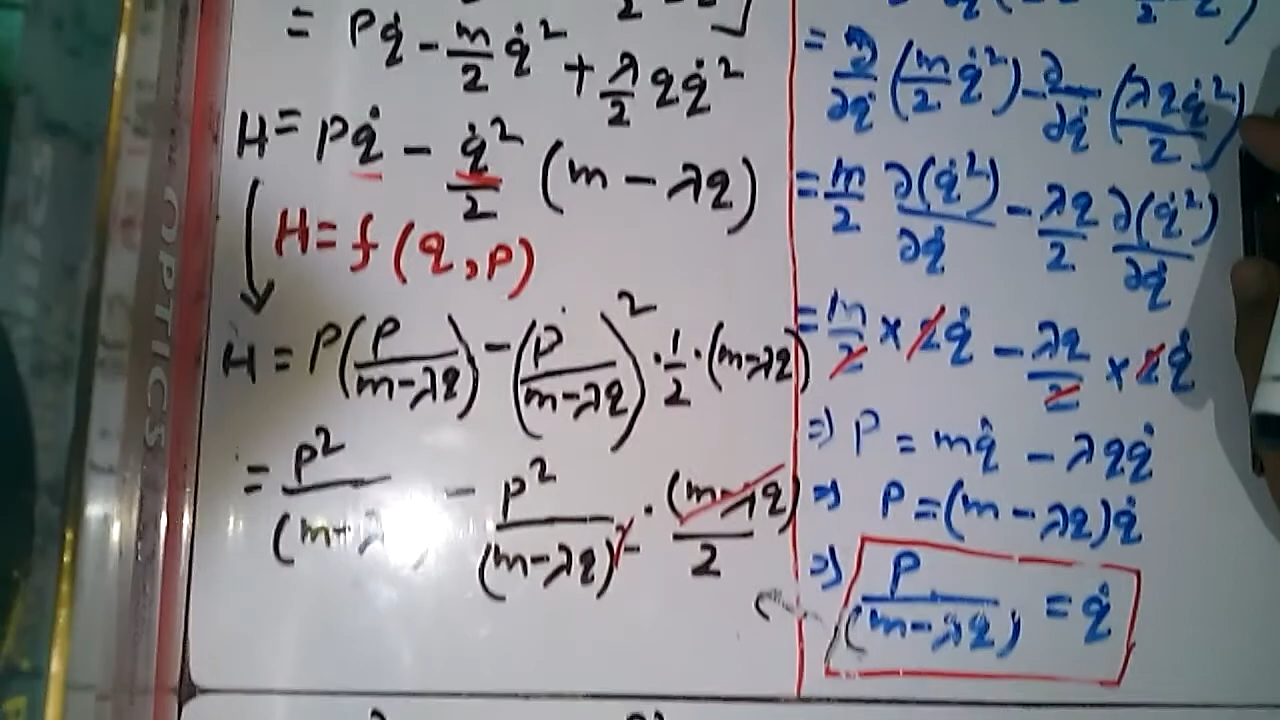 = pq̇ - m/2 q̇² + λ/2 qq̇²
H = pq̇ - q̇²/2 (m - λq)
H = f(q, p)
H = P(P/(m-λq)) - (P/(m-λq))² · 1/2 · (m-λq)
= P²/(m-λ - P²/(m-λq)² · (m-λq)/2
= ∂/∂q̇ (m/2 q̇²) - ∂/∂q̇ (λqq̇²/2)
= m/2 ∂(q̇²)/∂q̇ - λq/2 ∂(q̇²)/∂q̇
= m/2 × 2q̇ - λq/2 × 2q̇
⇒ P = mq̇ - λqq̇
⇒ P = (m - λq)q̇
⇒ P/(m-λq) = q̇
OPTICS